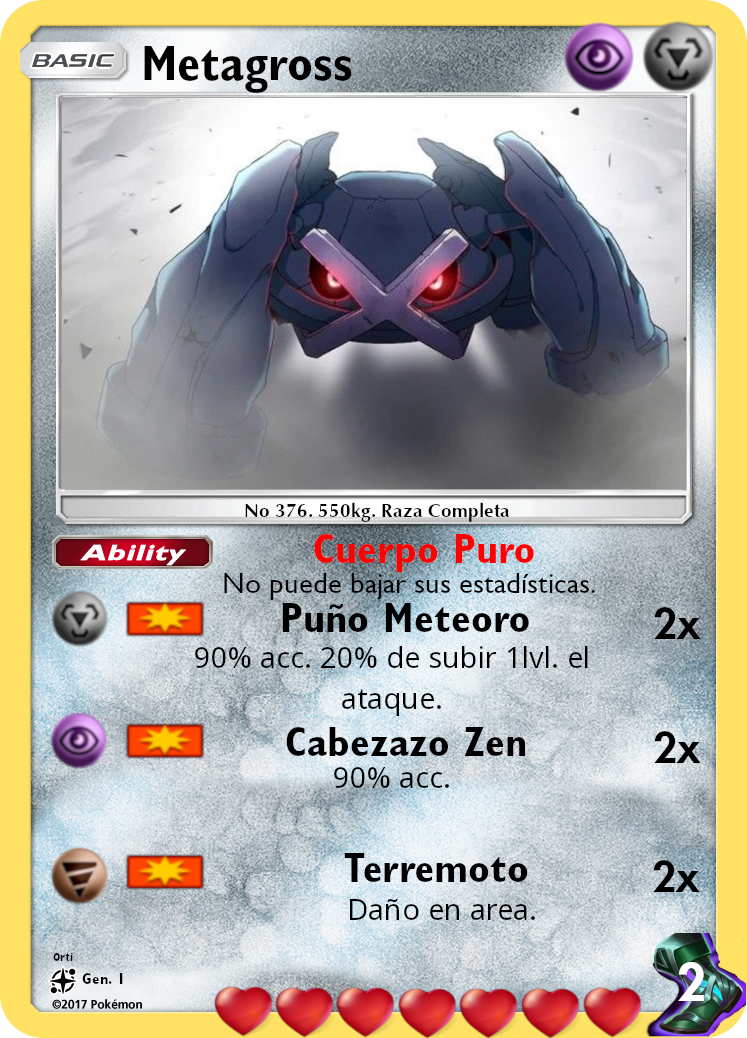 BASIC Metagross
No 376. 550kg. Raza Completa
Ability Cuerpo Puro
No puede bajar sus estadísticas.
Puño Meteoro 2x
90% acc. 20% de subir 1lvl. el
ataque.
Cabezazo Zen 2x
90% acc.
Terremoto 2x
Daño en area.
Orti
Gen. I
©2017 Pokémon
2